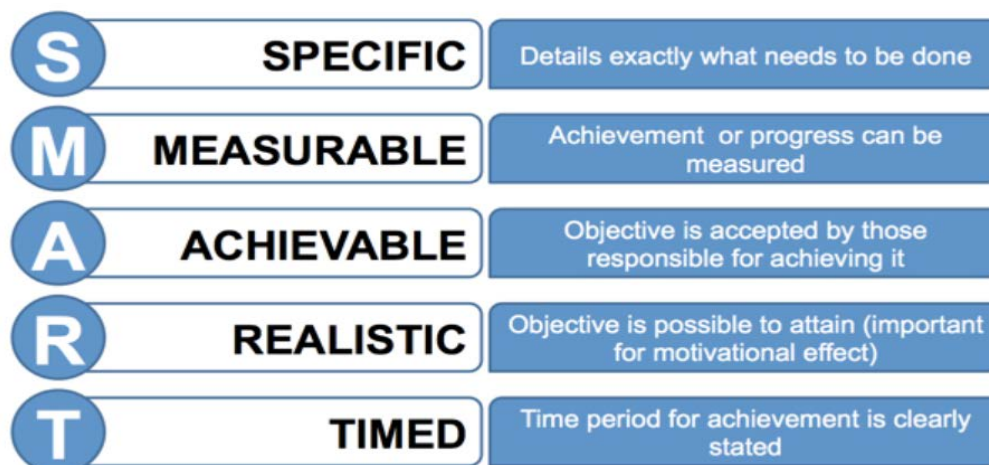 S SPECIFIC Details exactly what needs to be done
M MEASURABLE Achievement or progress can be
measured
A ACHIEVABLE Objective is accepted by those
responsible for achieving it
R REALISTIC Objective is possible to attain (important
for motivational effect)
T TIMED Time period for achievement is clearly
stated